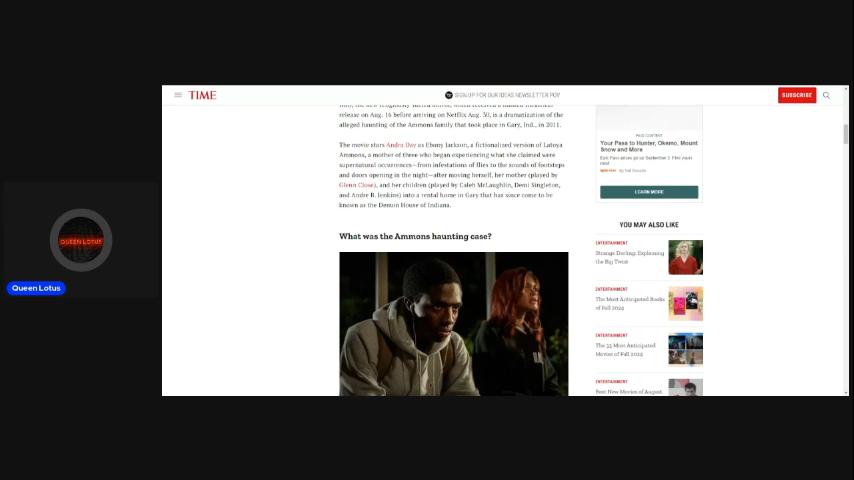 TIME
SIGN UP FOR OUR IDEAS NEWSLETTER POV
SUBSCRIBE
release on Aug. 16 before arriving on Netflix Aug. 30, is a dramatization of the
alleged haunting of the Ammons family that took place in Gary, Ind., in 2011.
The movie stars Andra Day as Ebony Jackson, a fictionalized version of Latoya
Ammons, a mother of three who began experiencing what she claimed were
supernatural occurrences—from infestations of flies to the sounds of footsteps
and doors opening in the night—after moving herself, her mother (played by
Glenn Close), and her children (played by Caleb McLaughlin, Demi Singleton,
and Andre B. Jenkins) into a rental home in Gary that has since come to be
known as the Demon House of Indiana.
What was the Ammons haunting case?
PAID CONTENT
Your Pass to Hunter, Okemo, Mount
Snow and More
LEARN MORE
YOU MAY ALSO LIKE
ENTERTAINMENT
Strange Darling: Explaining
the Big Twist
ENTERTAINMENT
The Most Anticipated Books
of Fall 2024
ENTERTAINMENT
The 33 Most Anticipated
Movies of Fall 2024
ENTERTAINMENT
Best New Movies of August
QUEEN LOTUS
Queen Lotus